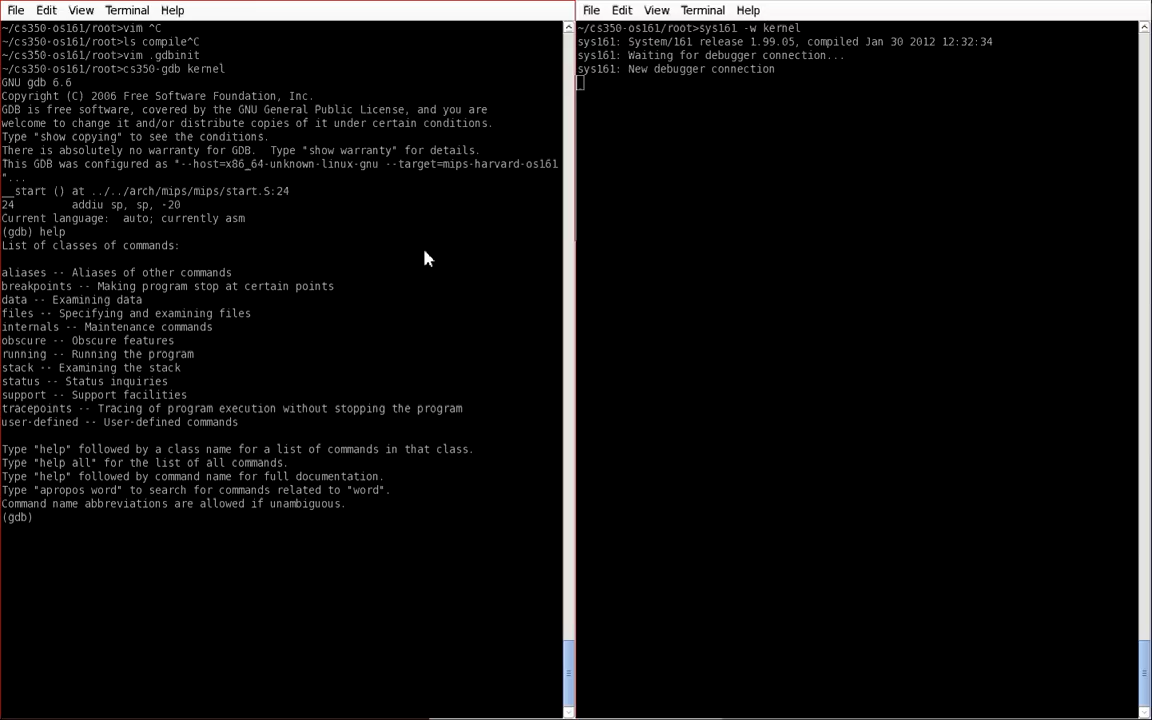 File Edit View Terminal Help
~/cs350-os161/root>vim ^C
~/cs350-os161/root>ls compile^C
~/cs350-os161/root>vim .gdbinit
~/cs350-os161/root>cs350-gdb kernel
GNU gdb 6.6
Copyright (C) 2006 Free Software Foundation, Inc.
GDB is free software, covered by the GNU General Public License, and you are
welcome to change it and/or distribute copies of it under certain conditions.
Type "show copying" to see the conditions.
There is absolutely no warranty for GDB.  Type "show warranty" for details.
This GDB was configured as "--host=x86_64-unknown-linux-gnu --target=mips-harvard-os161
"...
__start () at ../../arch/mips/mips/start.S:24
24         addiu sp, sp, -20
Current language:  auto; currently asm
(gdb) help
List of classes of commands:

aliases -- Aliases of other commands
breakpoints -- Making program stop at certain points
data -- Examining data
files -- Specifying and examining files
internals -- Maintenance commands
obscure -- Obscure features
running -- Running the program
stack -- Examining the stack
status -- Status inquiries
support -- Support facilities
tracepoints -- Tracing of program execution without stopping the program
user-defined -- User-defined commands

Type "help" followed by a class name for a list of commands in that class.
Type "help all" for the list of all commands.
Type "help" followed by command name for full documentation.
Type "apropos word" to search for commands related to "word".
Command name abbreviations are allowed if unambiguous.
(gdb)
File Edit View Terminal Help
~/cs350-os161/root>sys161 -w kernel
sys161: System/161 release 1.99.05, compiled Jan 30 2012 12:32:34
sys161: Waiting for debugger connection...
sys161: New debugger connection